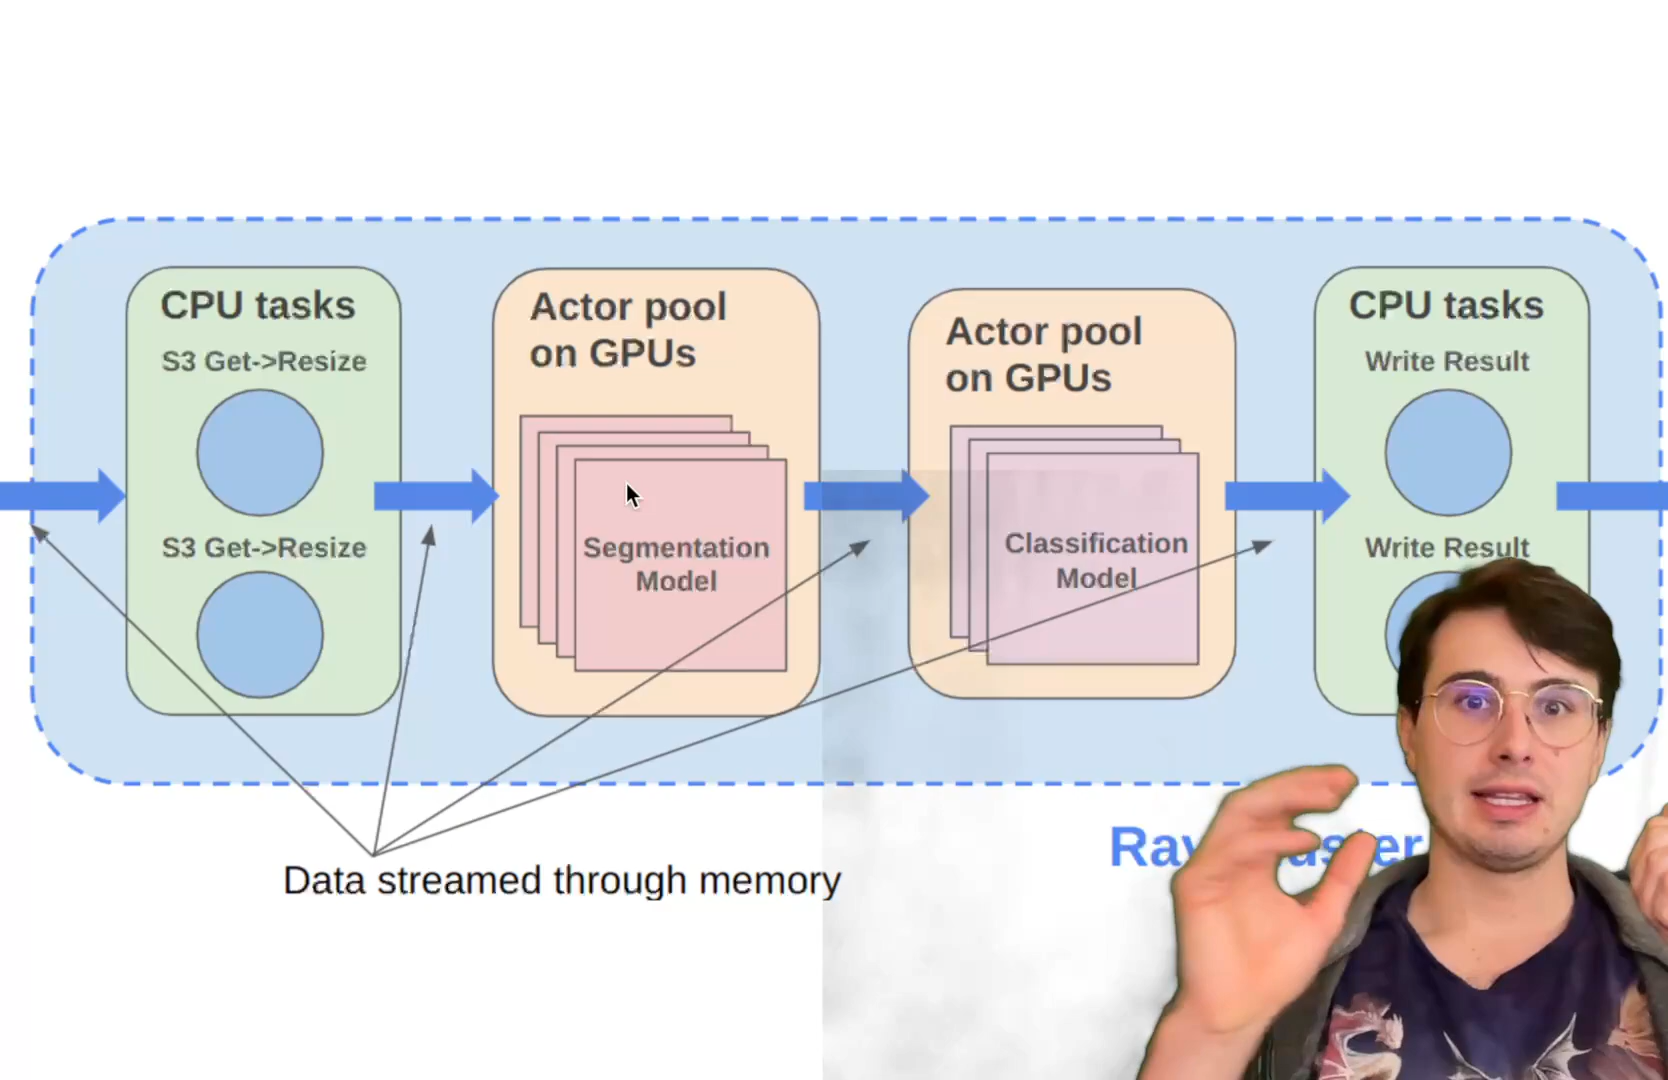 CPU tasks
S3 Get->Resize
S3 Get->Resize
Actor pool
on GPUs
Segmentation
Model
Actor pool
on GPUs
Classification
Model
CPU tasks
Write Result
Write Result
Data streamed through memory
Ray